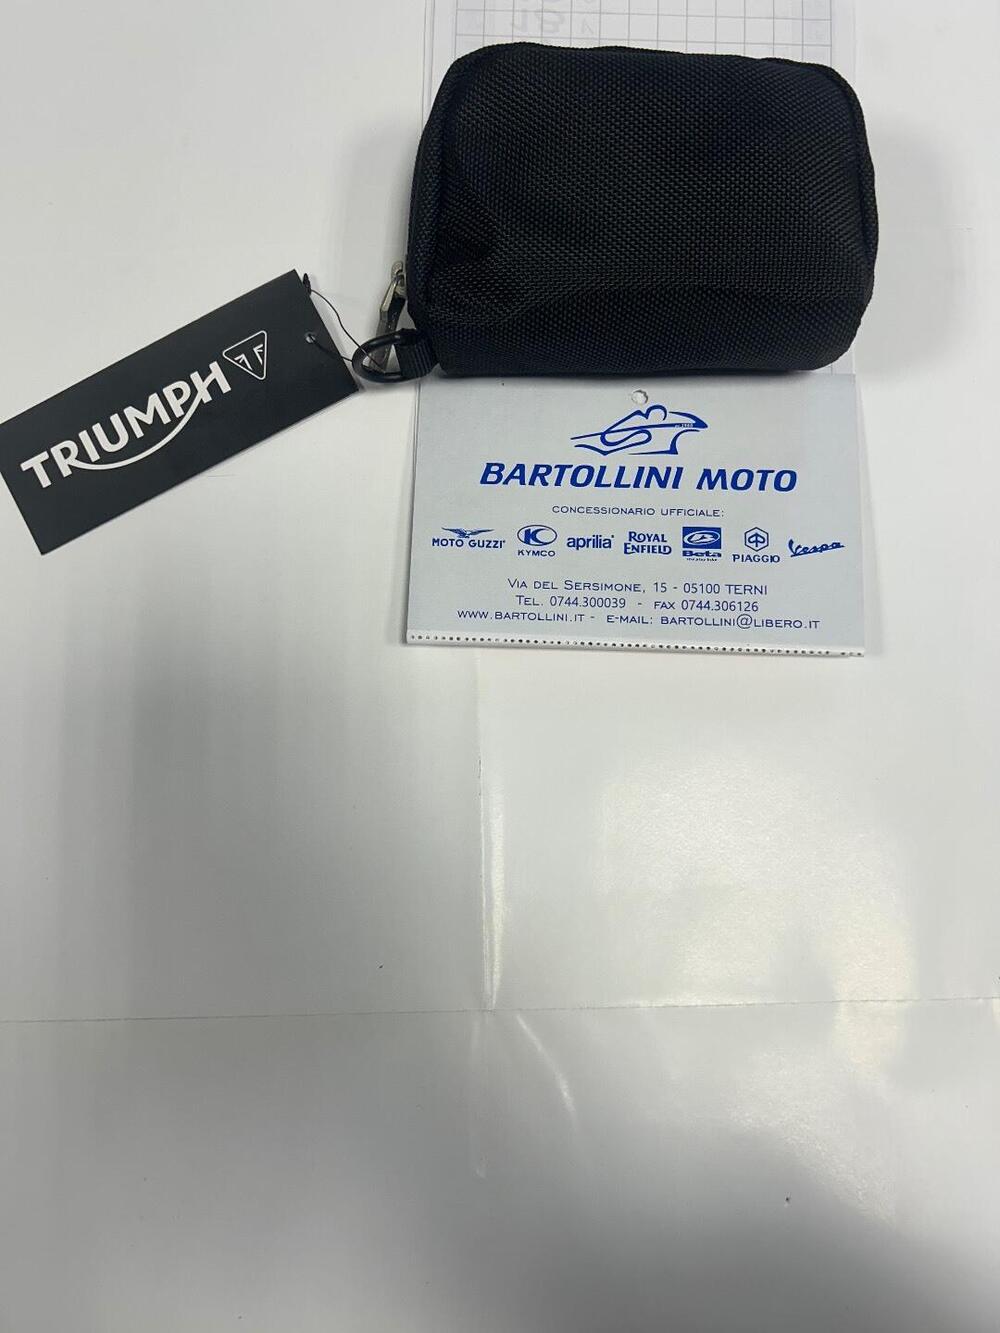 TRIUMPH
BARTOLLINI MOTO
CONCESSIONARIO UFFICIALE:
MOTO GUZZI
KYMCO
aprilia
ROYAL
ENFIELD
Beta
PIAGGIO
Vespa
VIA DEL SERSIMONE, 15 - 05100 TERNI
TEL. 0744.300039 - FAX 0744.306126
WWW.BARTOLLINI.IT - E-MAIL: BARTOLLINI@LIBERO.IT